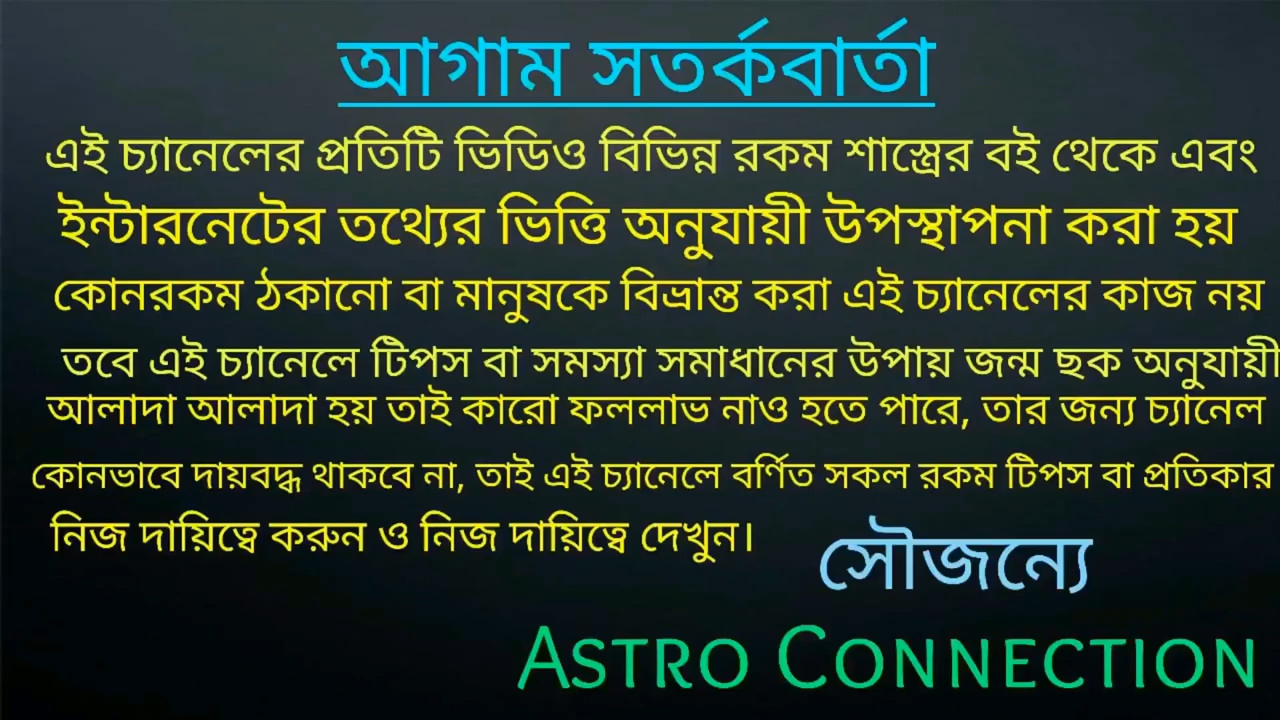 আগাম সতর্কবার্তা
এই চ্যানেলের প্রতিটি ভিডিও বিভিন্ন রকম শাস্ত্রের বই থেকে এবং
ইন্টারনেটের তথ্যের ভিত্তি অনুযায়ী উপস্থাপনা করা হয়
কোনরকম ঠকানো বা মানুষকে বিভ্রান্ত করা এই চ্যানেলের কাজ নয়
তবে এই চ্যানেলে টিপস বা সমস্যা সমাধানের উপায় জন্ম ছক অনুযায়ী
আলাদা আলাদা হয় তাই কারো ফললাভ নাও হতে পারে, তার জন্য চ্যানেল
কোনভাবে দায়বদ্ধ থাকবে না, তাই এই চ্যানেলে বর্ণিত সকল রকম টিপস বা প্রতিকার
নিজ দায়িত্বে করুন ও নিজ দায়িত্বে দেখুন।
সৌজন্যে
ASTRO CONNECTION